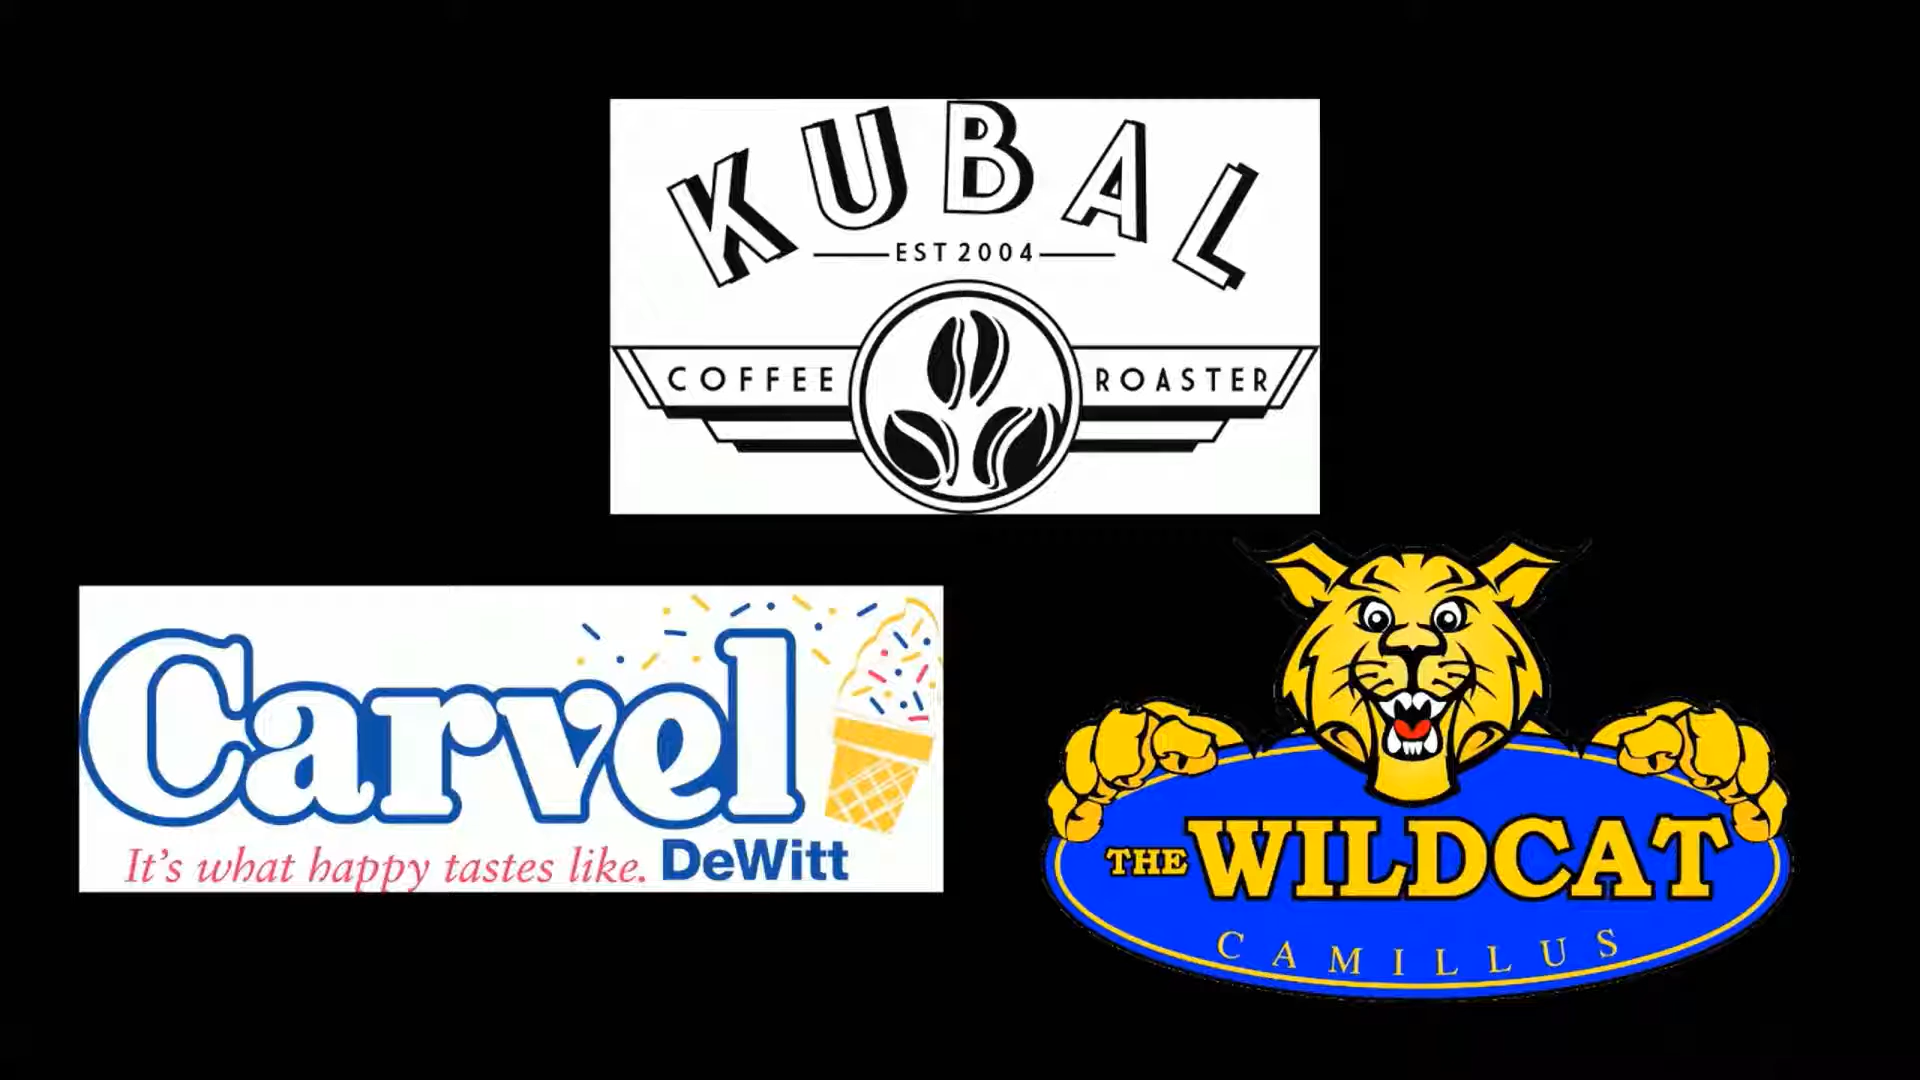 KUBAL
EST 2004
COFFEE ROASTER
Carvel
It's what happy tastes like. DeWitt
THE WILDCAT
CAMILLUS